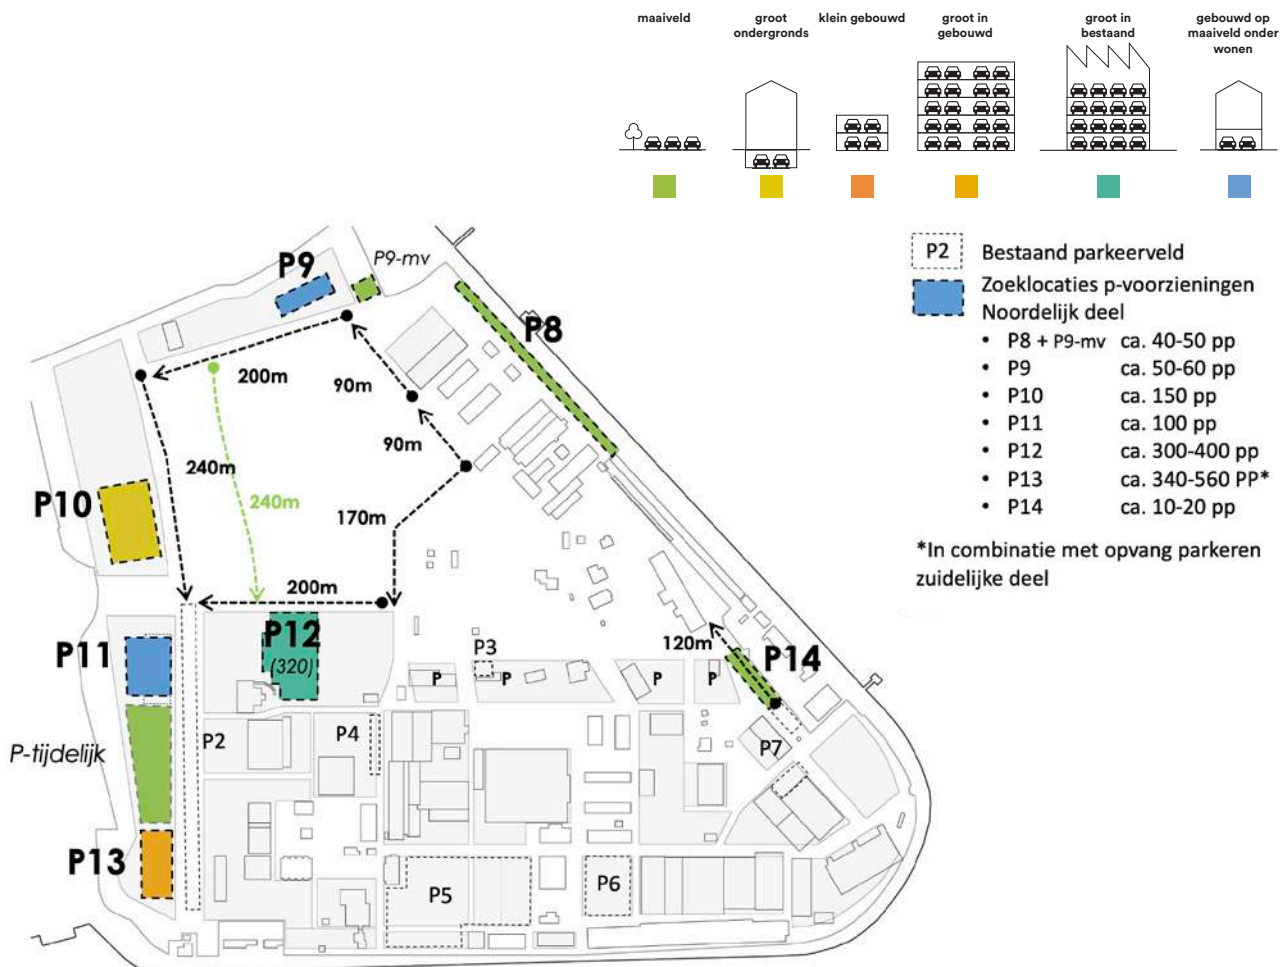 maaiveld
groot
ondergronds
klein gebouwd
groot in
gebouwd
groot in
bestaand
gebouwd op
maaiveld onder
wonen
P2 Bestaand parkeerveld
Zoeklocaties p-voorzieningen
Noordelijk deel
• P8 + P9-mv ca. 40-50 pp
• P9 ca. 50-60 pp
• P10 ca. 150 pp
• P11 ca. 100 pp
• P12 ca. 300-400 pp
• P13 ca. 340-560 PP*
• P14 ca. 10-20 pp
*In combinatie met opvang parkeren
zuidelijke deel
P9
P9-mv
P8
200m
90m
90m
240m
240m
170m
P10
200m
P12
(320)
P11
P3
120m
P14
P
P
P
P
P2
P4
P7
P-tijdelijk
P13
P5
P6